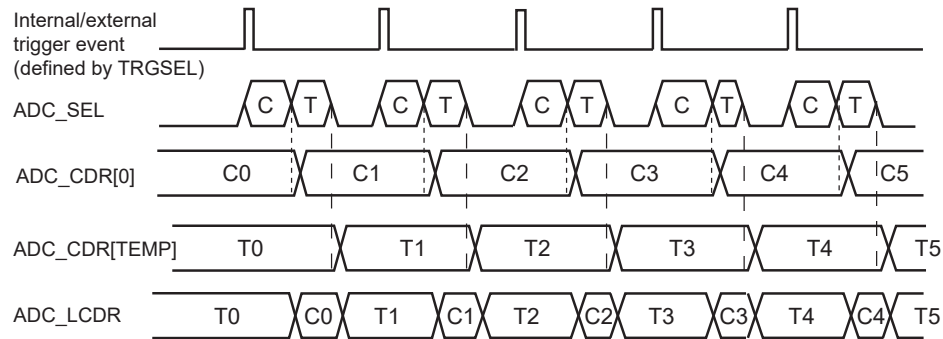 Internal/external
trigger event
(defined by TRGSEL)
ADC_SEL C T C T C T C T C T
ADC_CDR[0] C0 C1 C2 C3 C4 C5
ADC_CDR[TEMP] T0 T1 T2 T3 T4 T5
ADC_LCDR T0 C0 T1 C1 T2 C2 T3 C3 T4 C4 T5